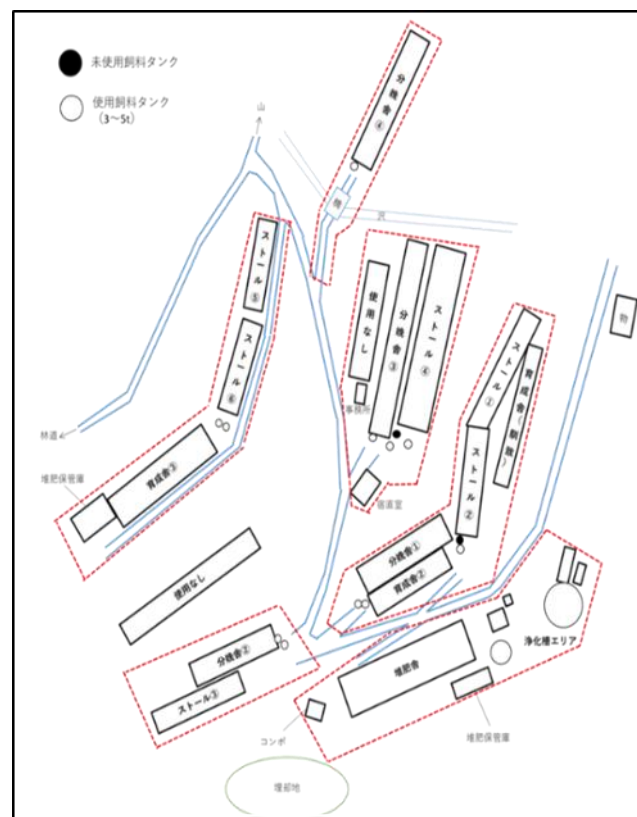 未使用飼料タンク
使用飼料タンク
(3～5t)
山
分娩舎④
橋
沢
ストール⑤
使用なし
分娩舎③
ストール④
物
ストール①
育成舎(馴致)
ストール⑥
事務所
林道
堆肥保管庫
育成舎③
ストール②
宿直室
分娩舎①
育成舎②
使用なし
浄化槽エリア
分娩舎②
堆肥舎
ストール③
コンポ
堆肥保管庫
埋却地